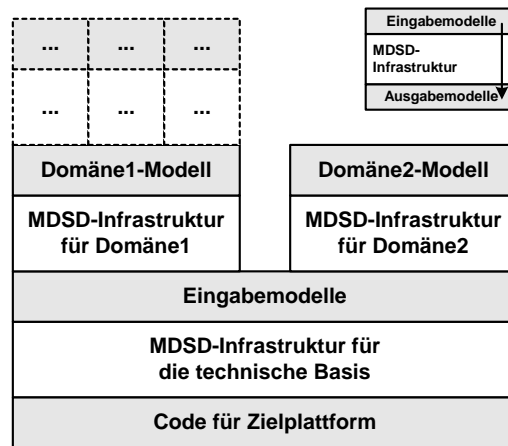 ... ... ...
... ... ...
Eingabemodelle
MDSD-
Infrastruktur
Ausgabemodelle
Domäne1-Modell
Domäne2-Modell
MDSD-Infrastruktur
für Domäne1
MDSD-Infrastruktur
für Domäne2
Eingabemodelle
MDSD-Infrastruktur für
die technische Basis
Code für Zielplattform